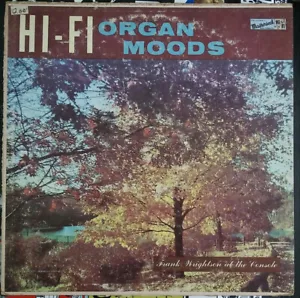 HI-FI ORGAN
MOODS
Frank Wrightson at the Console